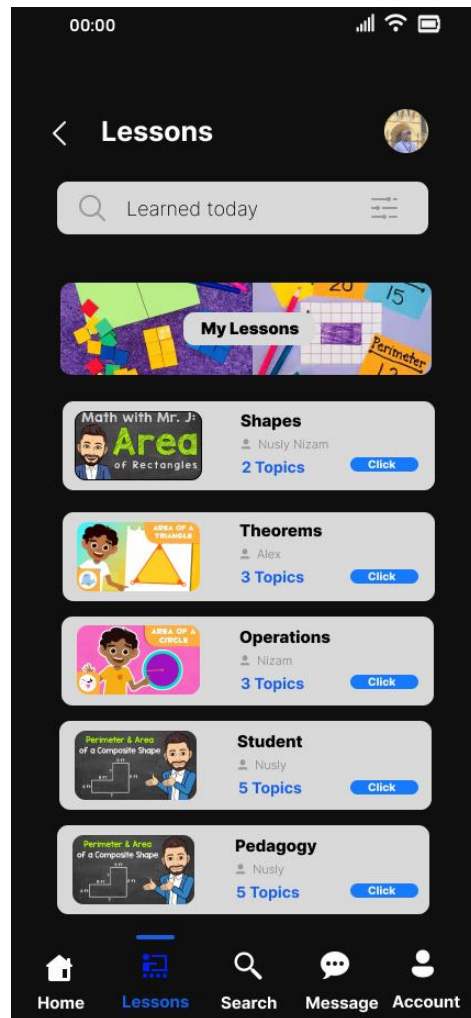 00:00
Lessons
Learned today
My Lessons
20
15
Perimeter
Math with Mr. J:
Area
of Rectangles
Shapes
Nusly Nizam
2 Topics
Click
AREA OF A
TRIANGLE
Theorems
Alex
3 Topics
Click
AREA OF A
CIRCLE
Operations
Nizam
3 Topics
Click
Perimeter & Area
of a Composite Shape
Student
Nusly
5 Topics
Click
Perimeter & Area
of a Composite Shape
Pedagogy
Nusly
5 Topics
Click
Home
Lessons
Search
Message
Account